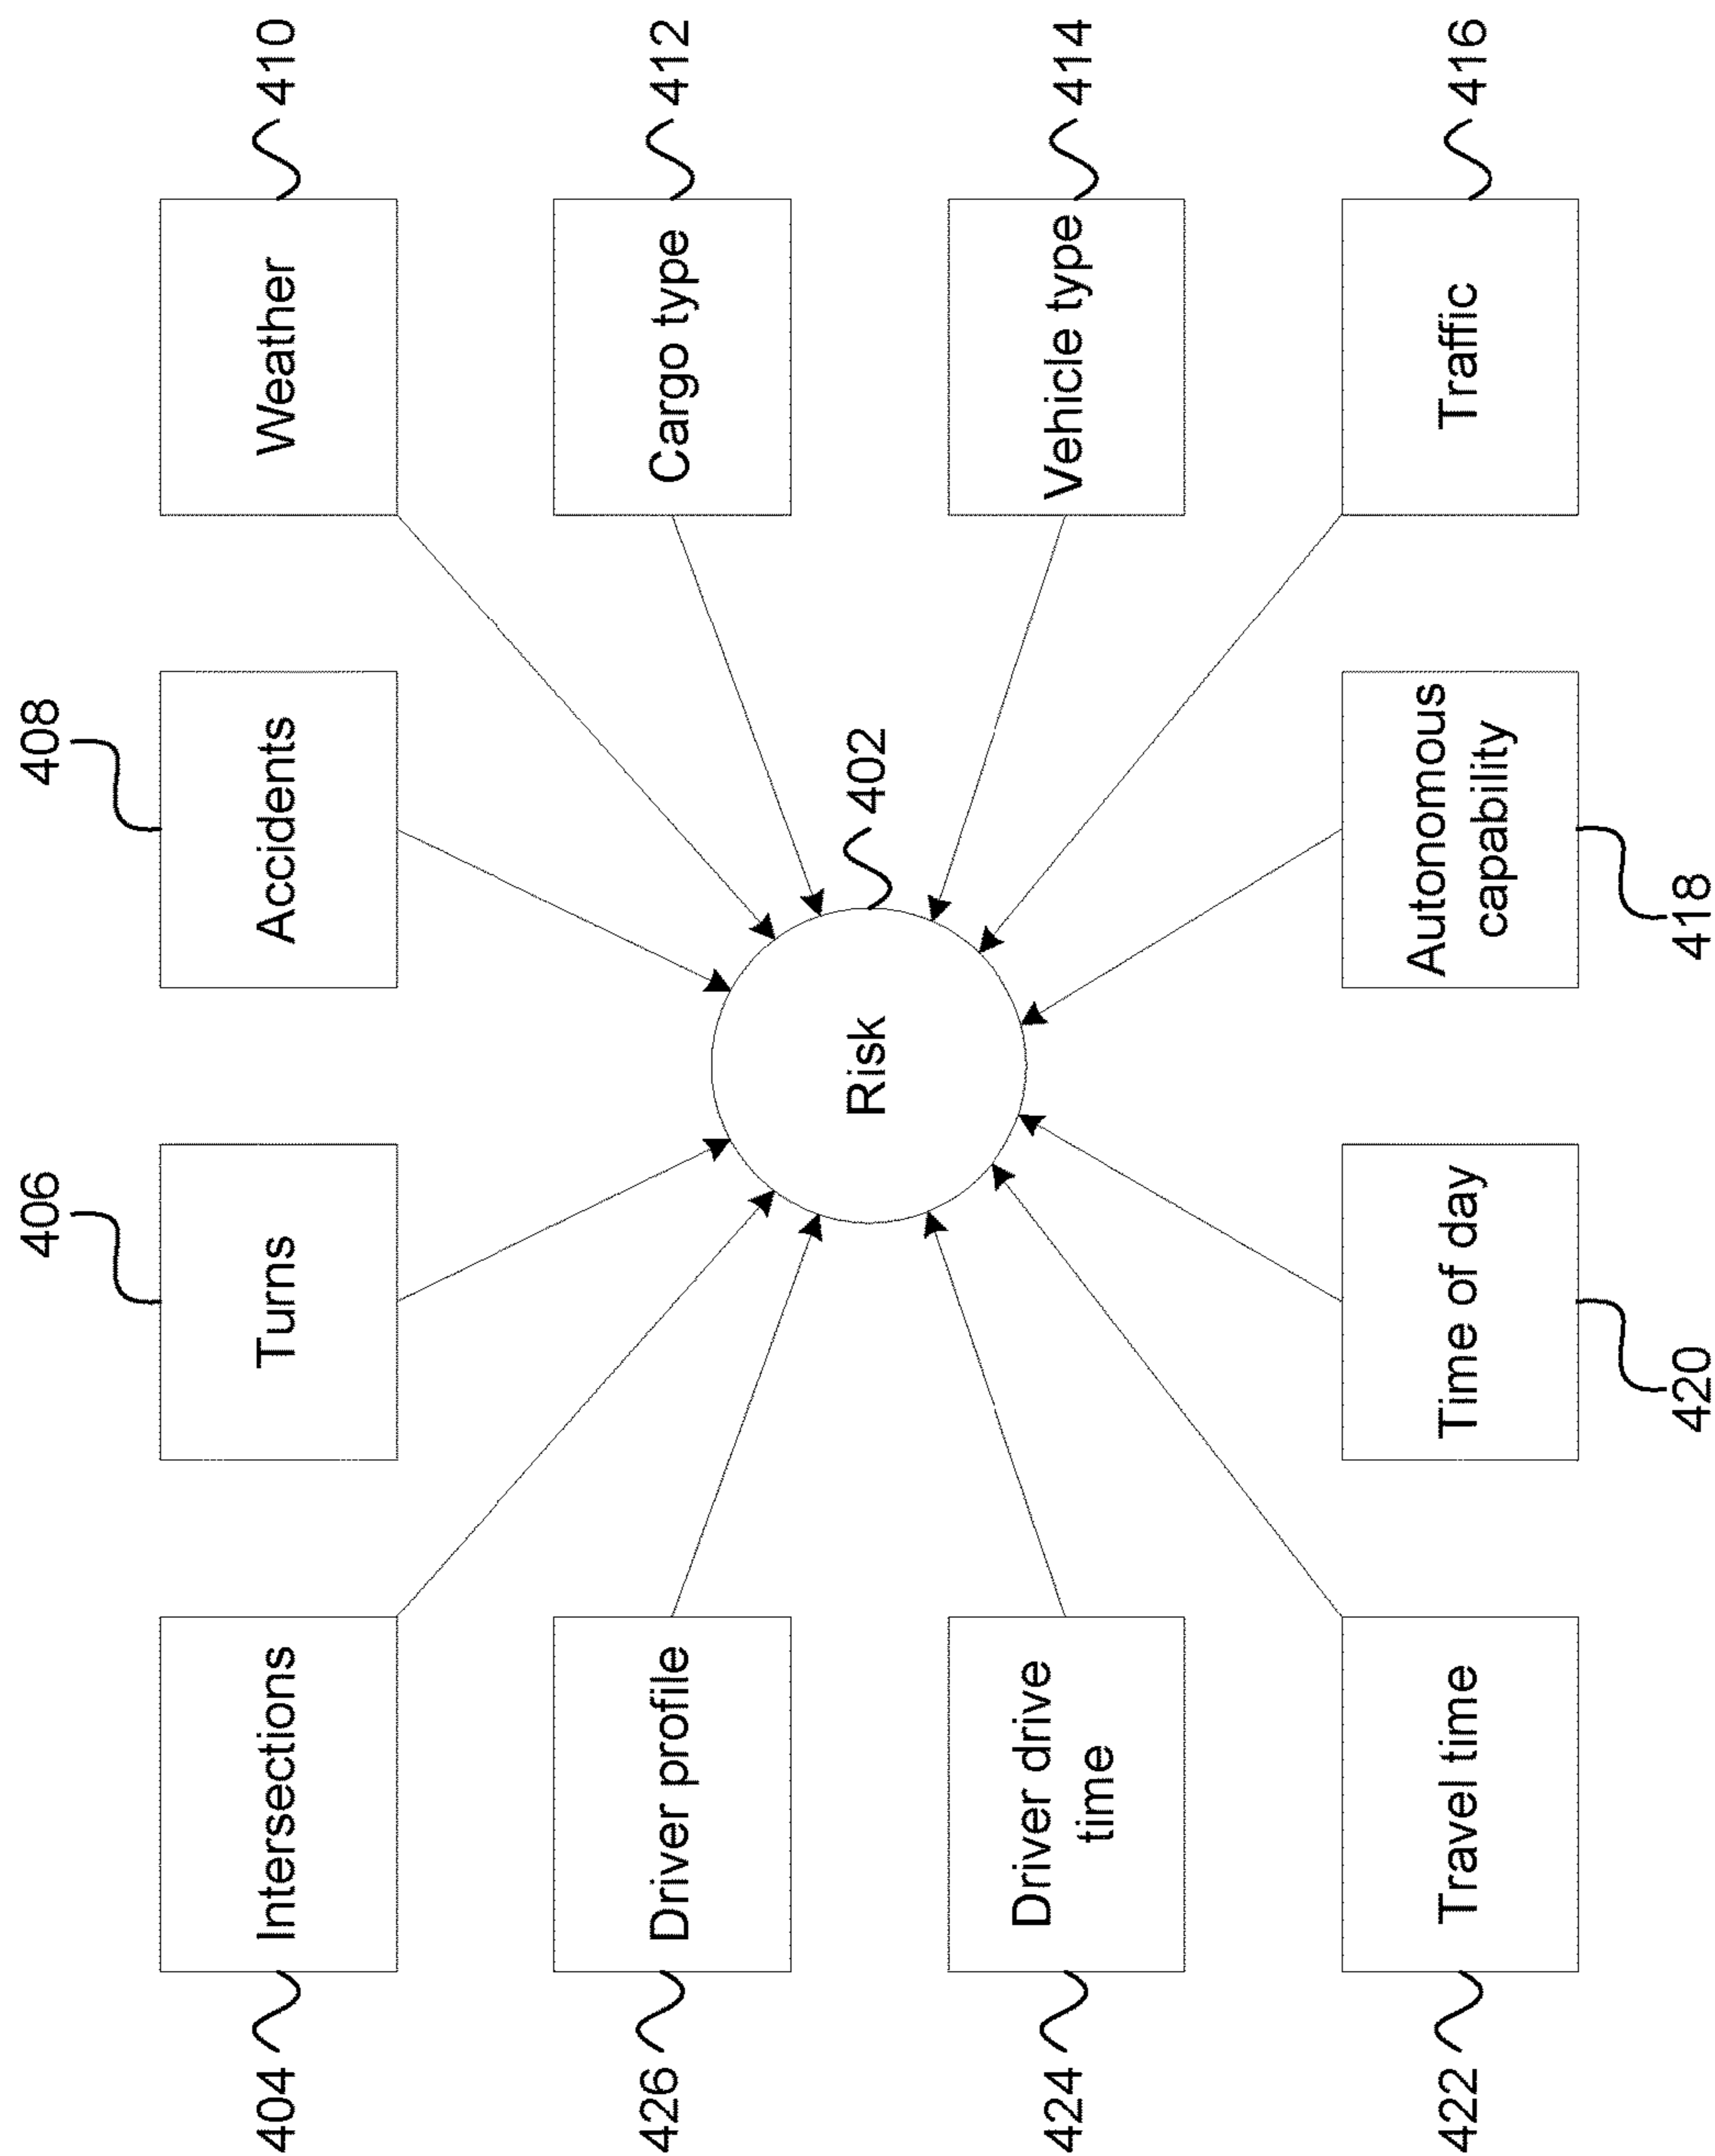 406
408
404
Intersections
Turns
Accidents
Weather
410
426
Driver profile
Cargo type
412
Risk
402
424
Driver drive
time
Vehicle type
414
422
Travel time
Time of day
Autonomous
capability
Traffic
416
420
418